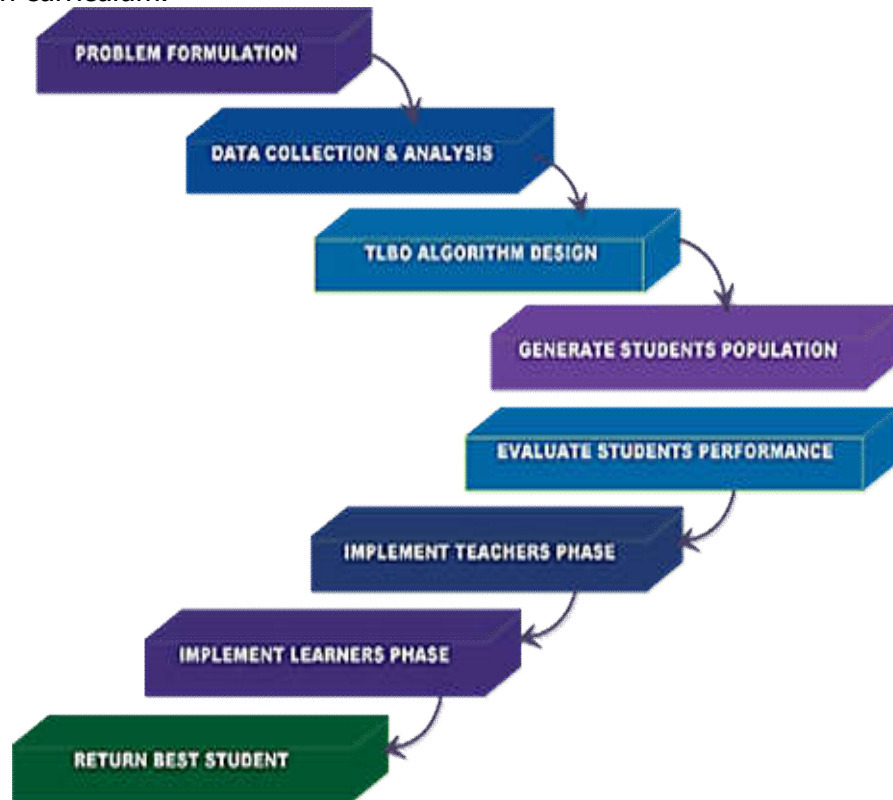 curriculum.
PROBLEM FORMULATION
DATA COLLECTION & ANALYSIS
TLBO ALGORITHM DESIGN
GENERATE STUDENTS POPULATION
EVALUATE STUDENTS PERFORMANCE
IMPLEMENT TEACHERS PHASE
IMPLEMENT LEARNERS PHASE
RETURN BEST STUDENT